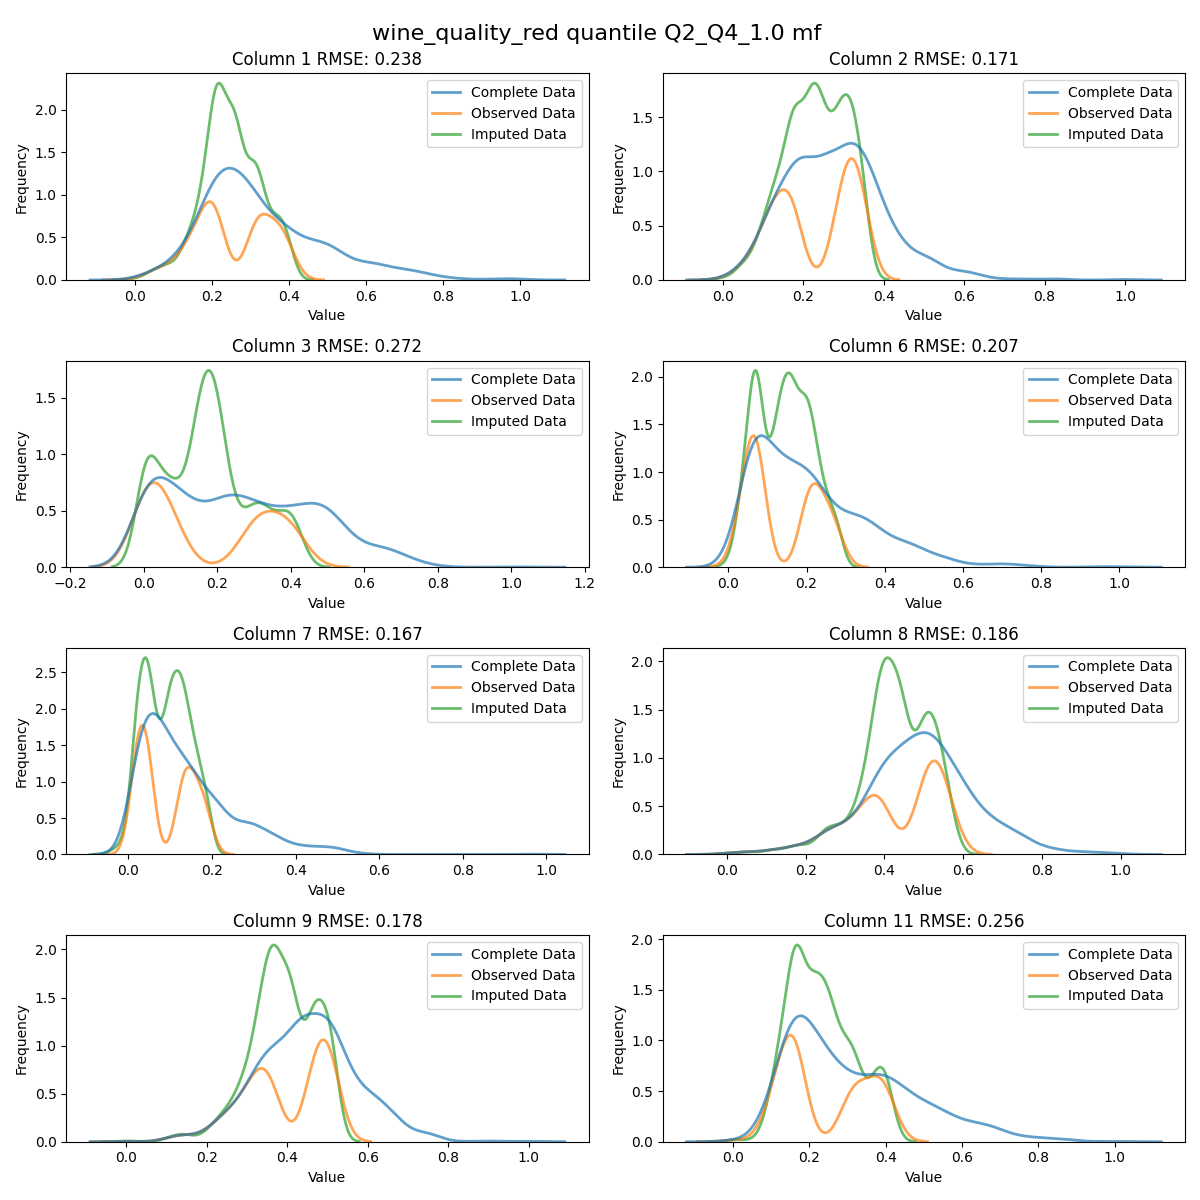 wine_quality_red quantile Q2_Q4_1.0 mf
Column 1 RMSE: 0.238
Frequency
2.0
1.5
1.0
0.5
0.0
Complete Data
Observed Data
Imputed Data
0.0 0.2 0.4 0.6 0.8 1.0
Value
Column 2 RMSE: 0.171
Frequency
1.5
1.0
0.5
0.0
Complete Data
Observed Data
Imputed Data
0.0 0.2 0.4 0.6 0.8 1.0
Value
Column 3 RMSE: 0.272
Frequency
1.5
1.0
0.5
0.0
Complete Data
Observed Data
Imputed Data
−0.2 0.0 0.2 0.4 0.6 0.8 1.0 1.2
Value
Column 6 RMSE: 0.207
Frequency
2.0
1.5
1.0
0.5
0.0
Complete Data
Observed Data
Imputed Data
0.0 0.2 0.4 0.6 0.8 1.0
Value
Column 7 RMSE: 0.167
Frequency
2.5
2.0
1.5
1.0
0.5
0.0
Complete Data
Observed Data
Imputed Data
0.0 0.2 0.4 0.6 0.8 1.0
Value
Column 8 RMSE: 0.186
Frequency
2.0
1.5
1.0
0.5
0.0
Complete Data
Observed Data
Imputed Data
0.0 0.2 0.4 0.6 0.8 1.0
Value
Column 9 RMSE: 0.178
Frequency
2.0
1.5
1.0
0.5
0.0
Complete Data
Observed Data
Imputed Data
0.0 0.2 0.4 0.6 0.8 1.0
Value
Column 11 RMSE: 0.256
Frequency
2.0
1.5
1.0
0.5
0.0
Complete Data
Observed Data
Imputed Data
0.0 0.2 0.4 0.6 0.8 1.0
Value